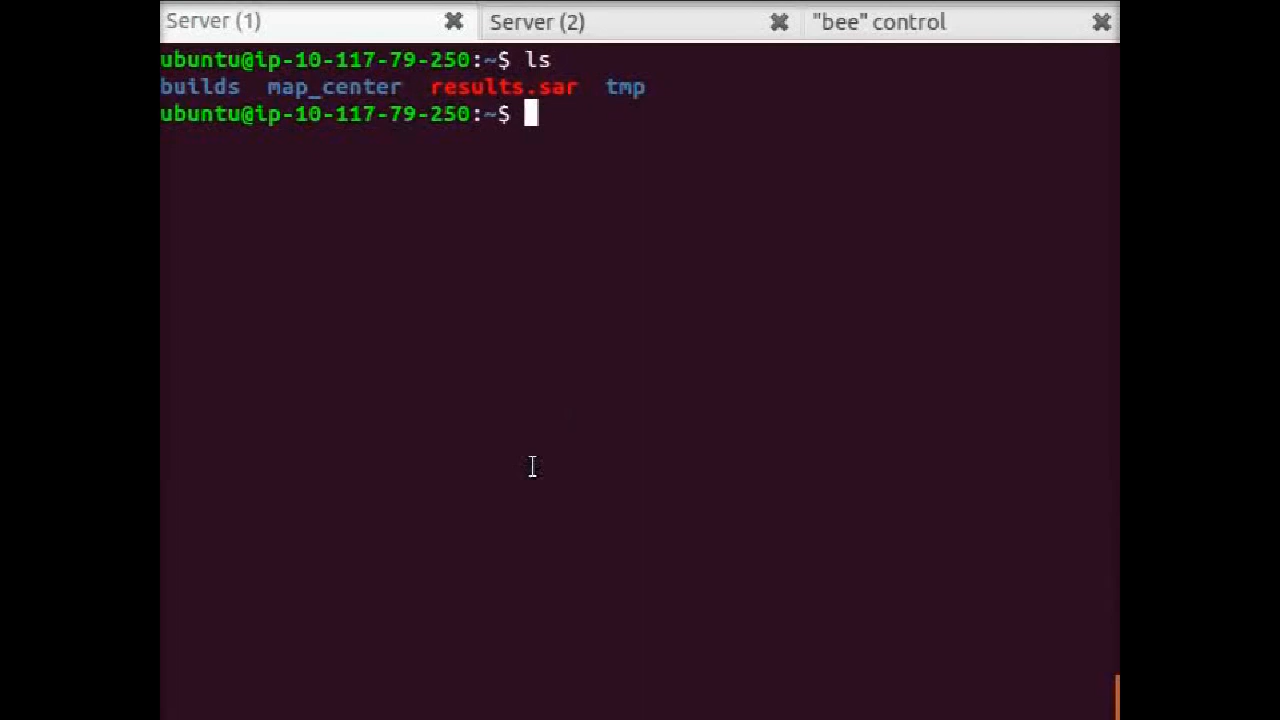 Server (1) Server (2) "bee" control
ubuntu@ip-10-117-79-250:~$ ls
builds map_center results.sar tmp
ubuntu@ip-10-117-79-250:~$